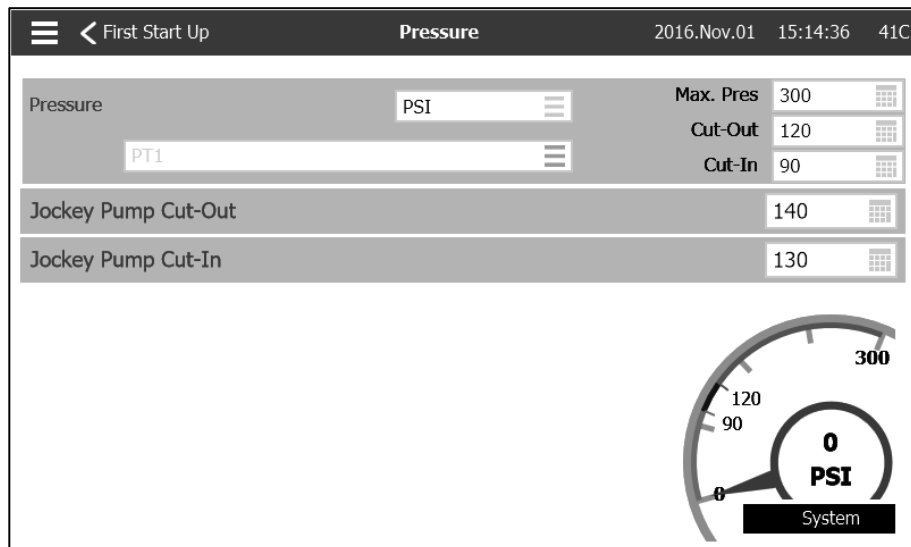 First Start Up Pressure 2016.Nov.01 15:14:36 41C
Pressure PSI Max. Pres 300
Cut-Out 120
PT1 Cut-In 90
Jockey Pump Cut-Out 140
Jockey Pump Cut-In 130
300
120
90
0
PSI
0
System